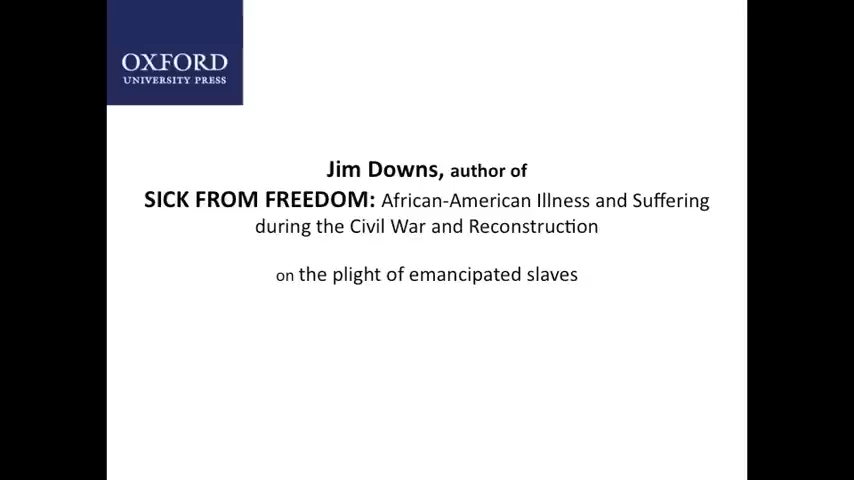 OXFORD
UNIVERSITY PRESS
Jim Downs, author of
SICK FROM FREEDOM: African-American Illness and Suffering
during the Civil War and Reconstruction
on the plight of emancipated slaves